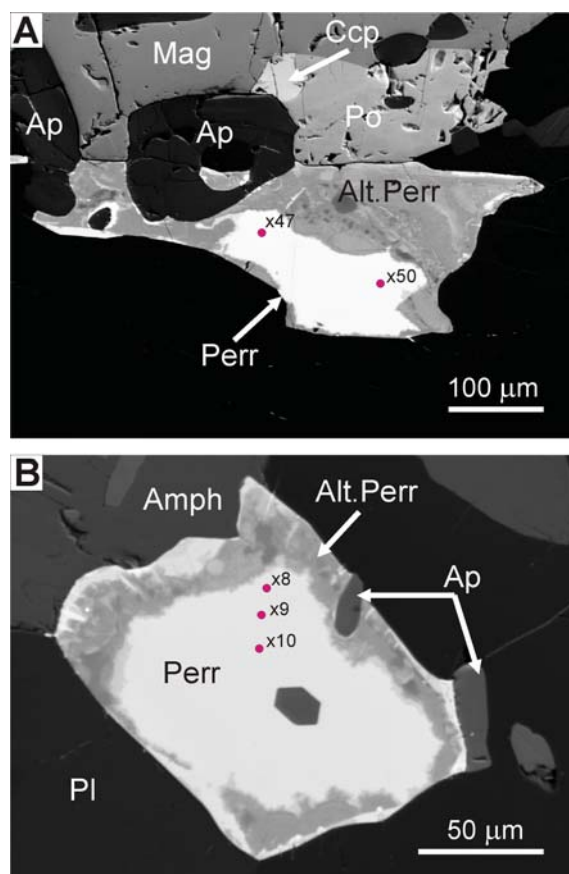 A
Ccp
Mag
Ap
Ap
Po
Alt.Perr
x47
x50
Perr
100 μm
B
Amph
Alt.Perr
x8
Ap
x9
x10
Perr
Pl
50 μm